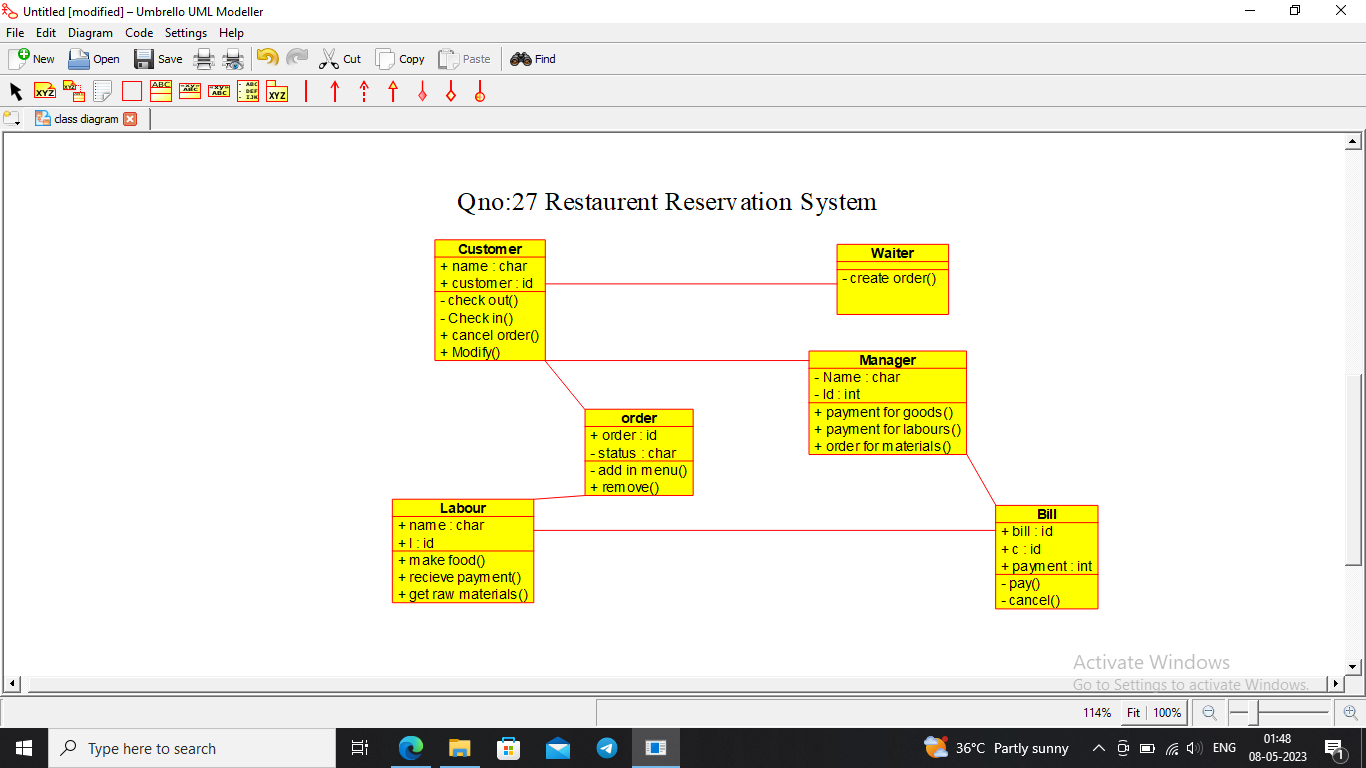 Untitled [modified] – Umbrello UML Modeller
File Edit Diagram Code Settings Help
New Open Save Cut Copy Paste Find
class diagram
Qno:27 Restaurent Reservation System
Customer
+ name : char
+ customer : id
- check out()
- Check in()
+ cancel order()
+ Modify()
Waiter
- create order()
Manager
- Name : char
- Id : int
+ payment for goods()
+ payment for labours()
+ order for materials()
order
+ order : id
- status : char
- add in menu()
+ remove()
Labour
+ name : char
+ l : id
+ make food()
+ recieve payment()
+ get raw materials()
Bill
+ bill : id
+ c : id
+ payment : int
- pay()
- cancel()
Activate Windows
Go to Settings to activate Windows.
114% Fit 100%
Type here to search
36°C Partly sunny
ENG
01:48
08-05-2023
1